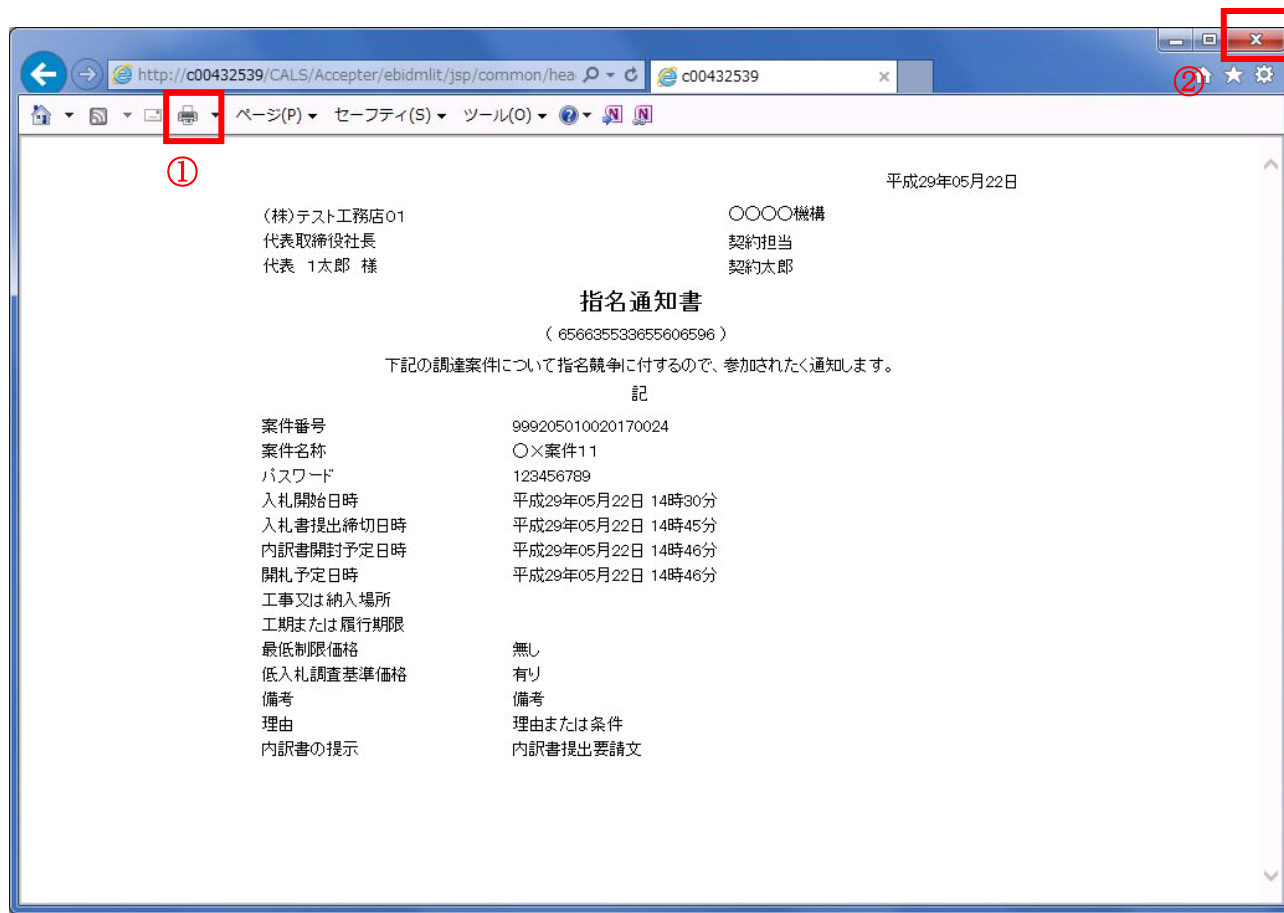 ②
http://c00432539/CALS/Accepter/ebidmlit/jsp/common/hea
c00432539
ページ(P)
セーフティ(S)
ツール(O)
①
平成29年05月22日
(株)テスト工務店01
〇〇〇〇機構
代表取締役社長
契約担当
代表 1太郎 様
契約太郎
指名通知書
( 656635533655606596 )
下記の調達案件について指名競争に付するので、参加されたく通知します。
記
案件番号 999205010020170024
案件名称 〇×案件11
パスワード 123456789
入札開始日時 平成29年05月22日 14時30分
入札書提出締切日時 平成29年05月22日 14時45分
内訳書開封予定日時 平成29年05月22日 14時46分
開札予定日時 平成29年05月22日 14時46分
工事又は納入場所
工期または履行期限
最低制限価格 無し
低入札調査基準価格 有り
備考 備考
理由 理由または条件
内訳書の提示 内訳書提出要請文